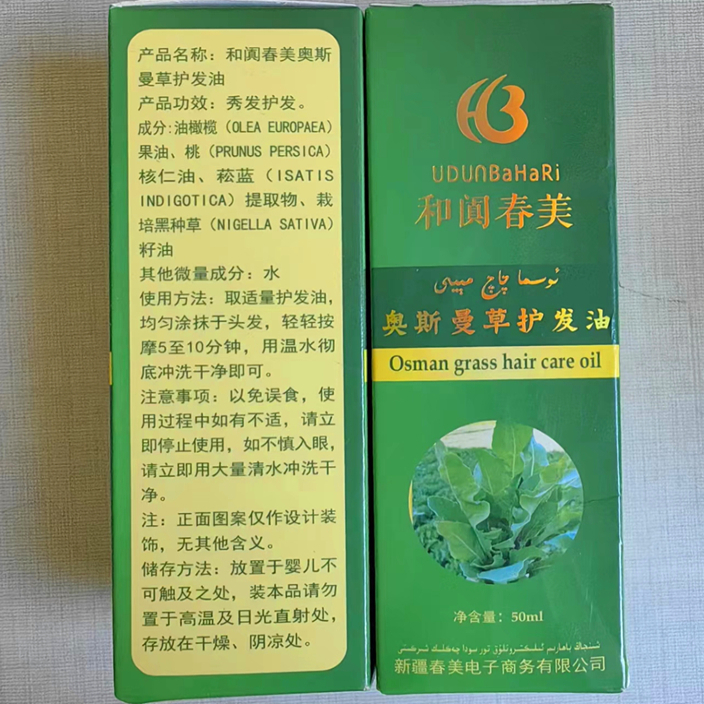 产品名称：和阗春美奥斯
曼草护发油
产品功效：秀发护发。
成分:油橄榄（OLEA EUROPAEA）
果油、桃（PRUNUS PERSICA）
核仁油、菘蓝（ISATIS
INDIGOTICA）提取物、栽
培黑种草（NIGELLA SATIVA）
籽油
其他微量成分：水
使用方法：取适量护发油，
均匀涂抹于头发，轻轻按
摩5至10分钟，用温水彻
底冲洗干净即可。
注意事项：以免误食，使
用过程中如有不适，请立
即停止使用，如不慎入眼，
请立即用大量清水冲洗干
净。
注：正面图案仅作设计装
饰，无其他含义。
储存方法：放置于婴儿不
可触及之处，装本品请勿
置于高温及日光直射处，
存放在干燥、阴凉处。
UDUNBaHaRi
和阗春美
ئوسما چاچ مېيى
奥斯曼草护发油
Osman grass hair care oil
净含量：50ml
新疆春美电子商务有限公司